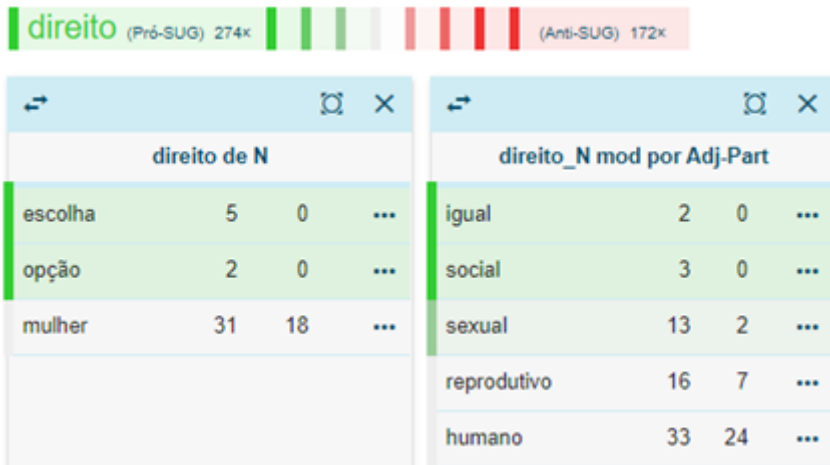 direito (Pró-SUG) 274× (Anti-SUG) 172×
direito de N
escolha 5 0 •••
opção 2 0 •••
mulher 31 18 •••
direito_N mod por Adj-Part
igual 2 0 •••
social 3 0 •••
sexual 13 2 •••
reprodutivo 16 7 •••
humano 33 24 •••